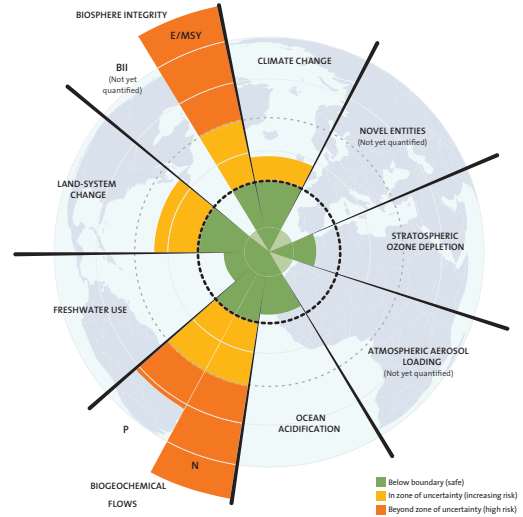 BIOSPHERE INTEGRITY
E/MSY
BII
(Not yet
quantified)
CLIMATE CHANGE
NOVEL ENTITIES
(Not yet quantified)
LAND-SYSTEM
CHANGE
STRATOSPHERIC
OZONE DEPLETION
FRESHWATER USE
ATMOSPHERIC AEROSOL
LOADING
(Not yet quantified)
P
OCEAN
ACIDIFICATION
N
BIOGEOCHEMICAL
FLOWS
Below boundary (safe)
In zone of uncertainty (increasing risk)
Beyond zone of uncertainty (high risk)